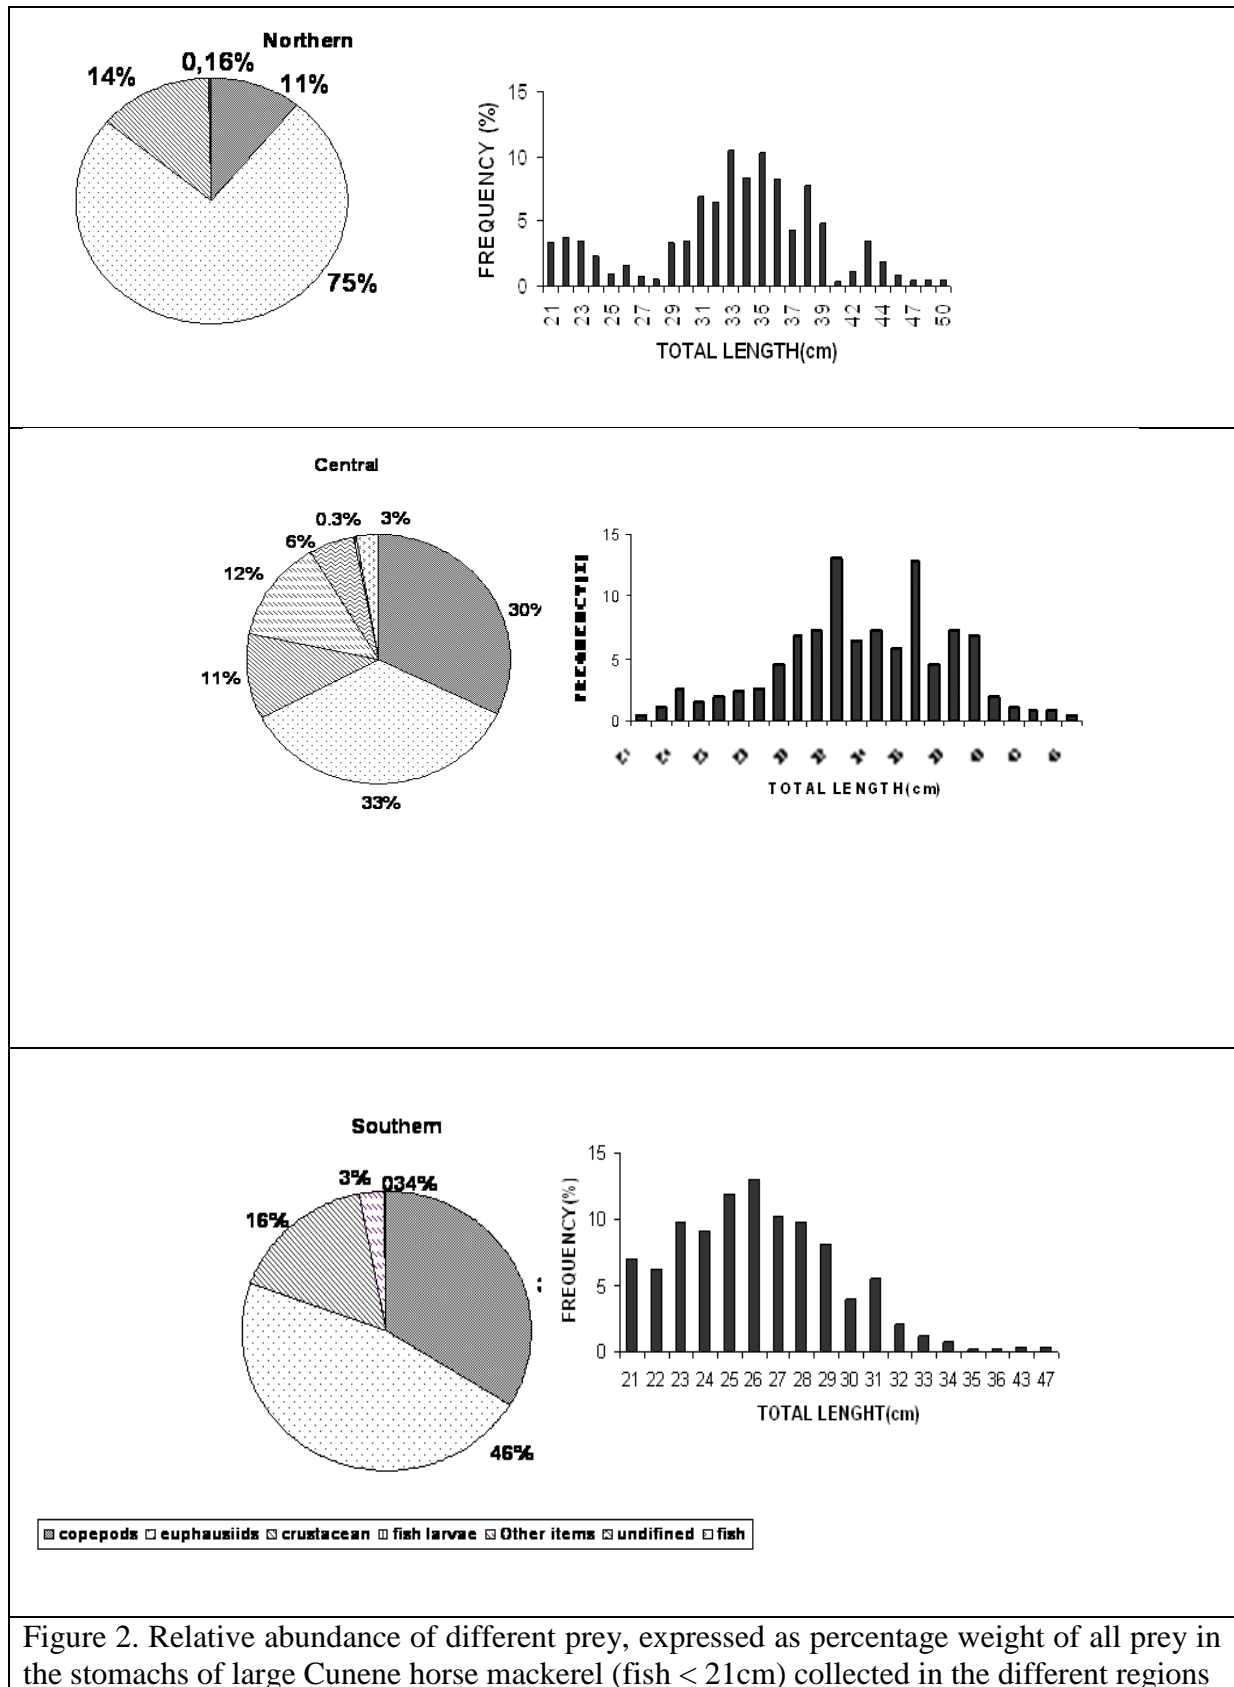 Northern
0,16%
14%
11%
75%
FREQUENCY (%)
15
10
5
0
21 23 25 27 29 31 33 35 37 39 42 44 47 50
TOTAL LENGTH(cm)
Central
0.3% 3%
6%
12%
30%
11%
33%
15
10
5
0
TOTAL LENGTH(cm)
Southern
3% 034%
16%
46%
FREQUENCY(%)
15
10
5
0
21 22 23 24 25 26 27 28 29 30 31 32 33 34 35 36 43 47
TOTAL LENGHT(cm)
copepods euphausiids crustacean fish larvae Other items undifined fish
Figure 2. Relative abundance of different prey, expressed as percentage weight of all prey in
the stomachs of large Cunene horse mackerel (fish < 21cm) collected in the different regions